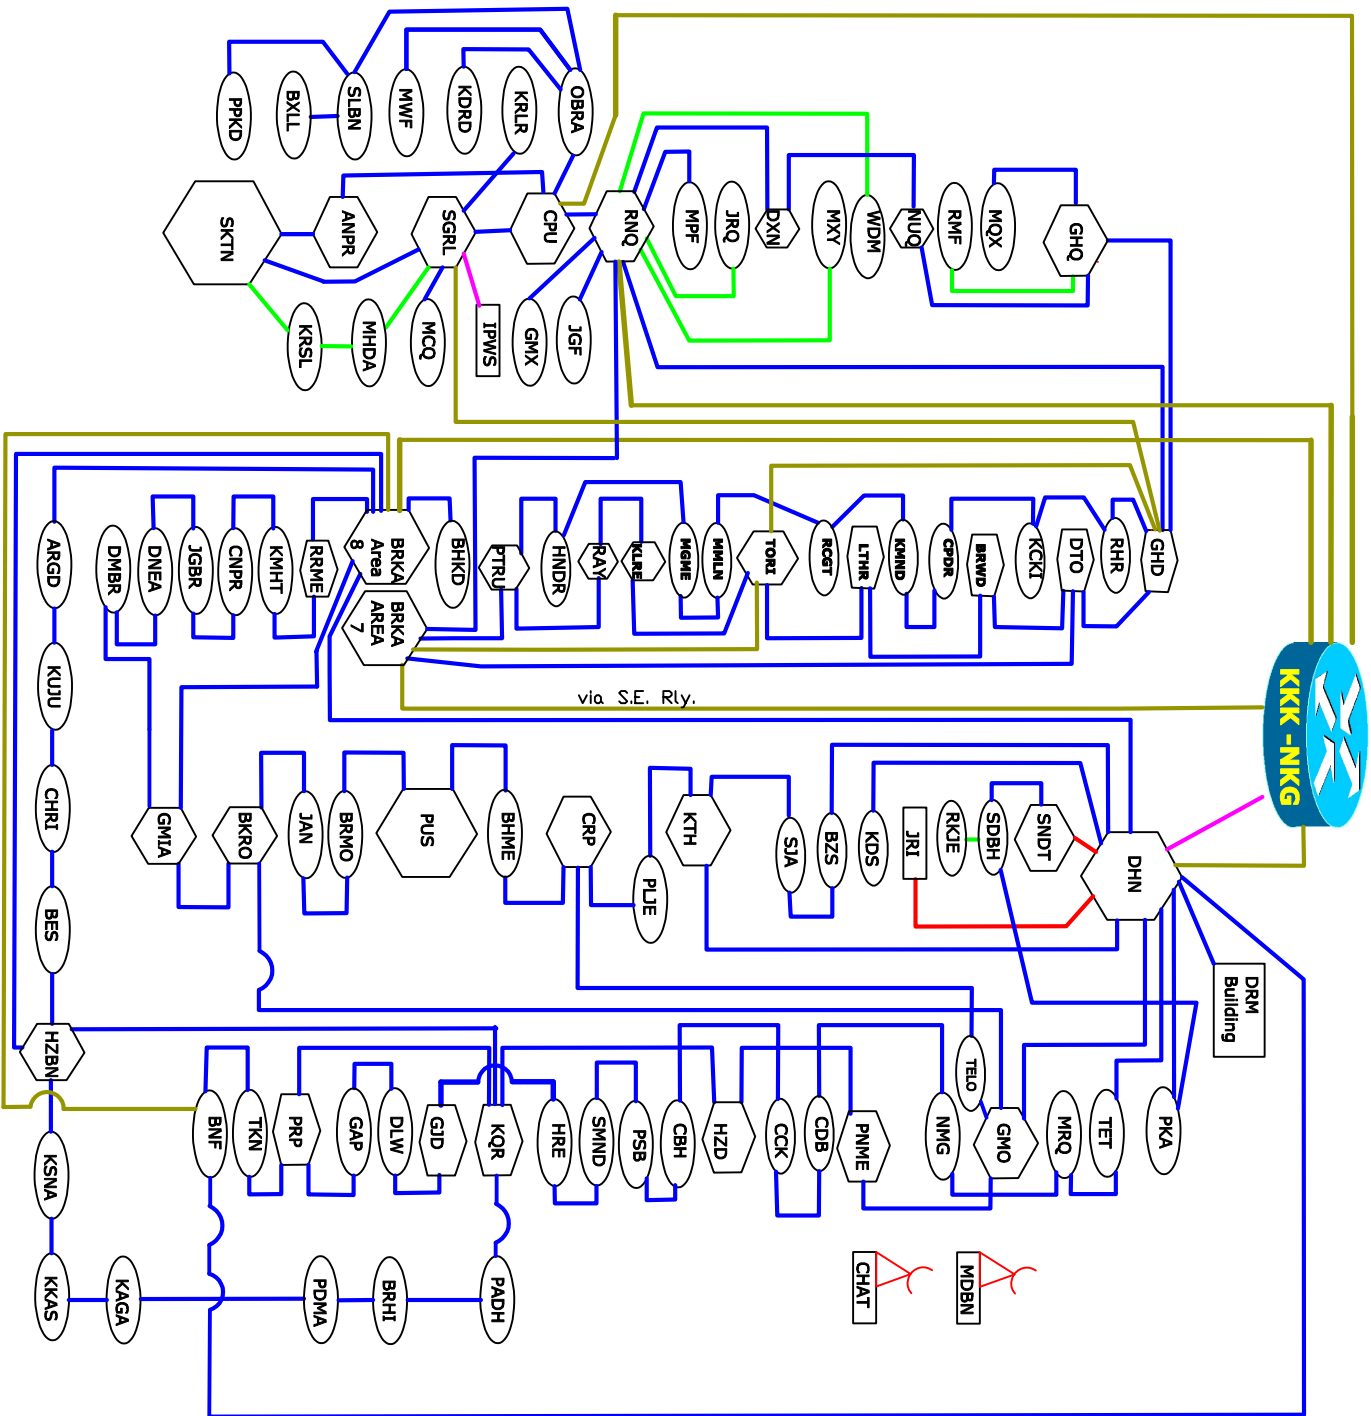 PPKD
BXLL
SLBN
MWF
KDRD
KRLR
OBRA
SKTN
ANPR
SGRL
CPU
RNQ
MPF
JRQ
DXN
MXY
WDM
NUQ
RMF
MQX
GHQ
KRSL
MHDA
MCQ
IPWS
GMX
JGF
ARGD
DMBR
DNEA
JGBR
CNPR
KMHT
RRME
BRKA
Area
8
BHKD
PTRU
HNDR
RAY
KLRE
MGME
MMLN
TORI
RCGT
LTHR
KMND
CPDR
BRWD
KCKI
DTO
RHR
GHD
BRKA
AREA
7
KUJU
via S.E. Rly.
KKK -NKG
CHRI
GMIA
BKRO
JAN
BRMO
PUS
BHME
CRP
PLJE
KTH
SJA
BZS
KDS
JRI
RKJE
SDBH
SNDT
DHN
BES
DRM
Building
HZBN
TELO
BNF
TKN
PRP
GAP
DLW
GJD
KQR
HRE
SMND
PSB
CBH
HZD
CCK
CDB
PNME
NMG
GMO
MRQ
TET
PKA
KSNA
KKAS
KAGA
PDMA
BRHI
PADH
CHAT
MDBN